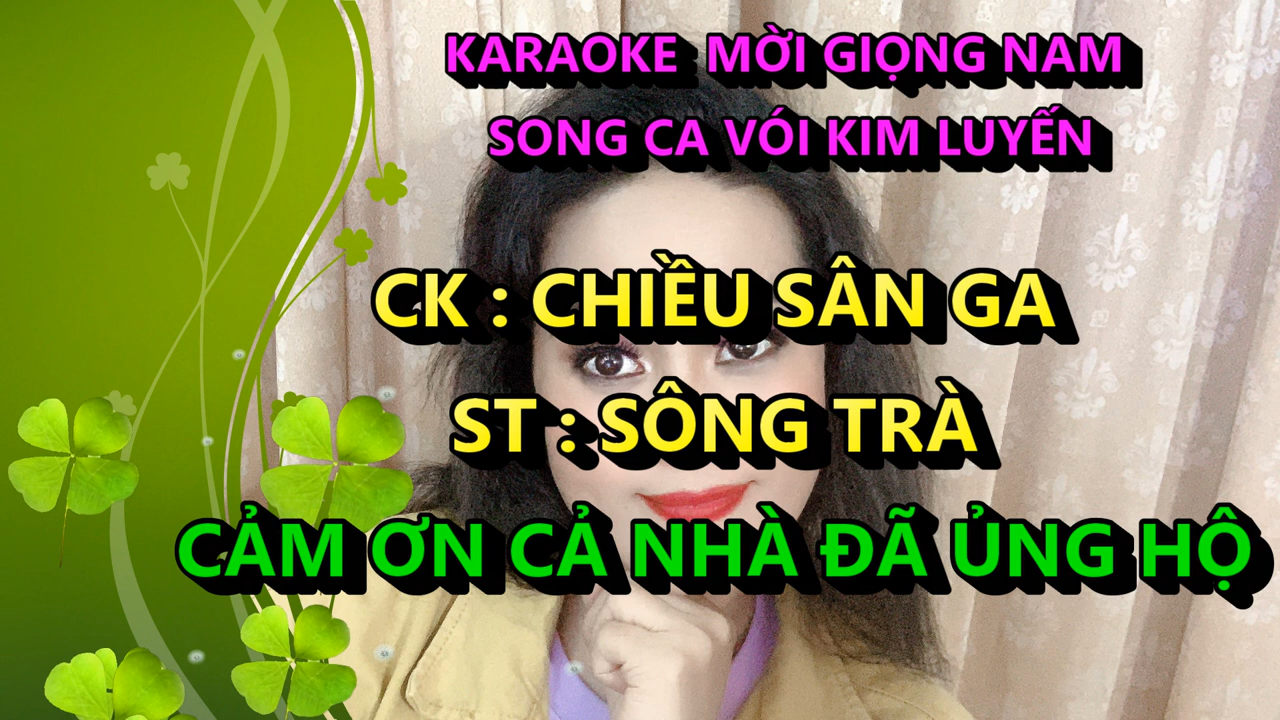 KARAOKE MỜI GIỌNG NAM
SONG CA VÓI KIM LUYẾN
CK : CHIỀU SÂN GA
ST : SÔNG TRÀ
CẢM ƠN CẢ NHÀ ĐÃ ỦNG HỘ